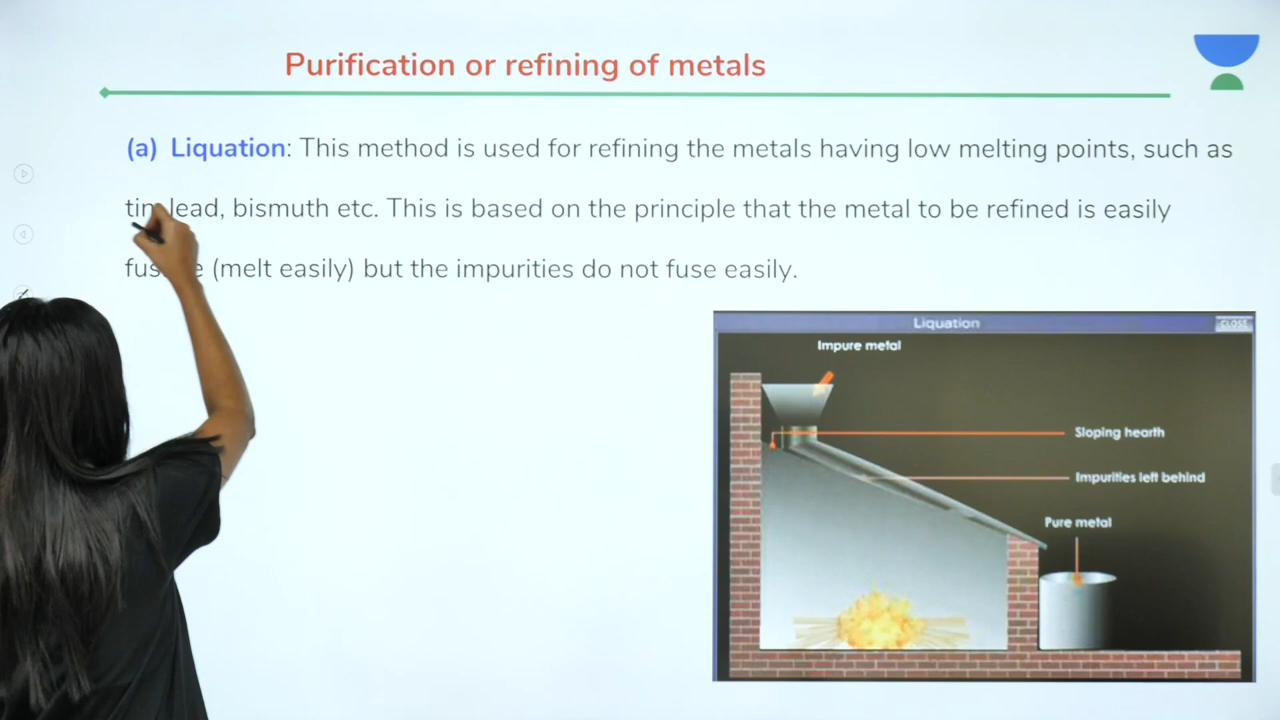 Purification or refining of metals
(a) Liquation: This method is used for refining the metals having low melting points, such as
lead, bismuth etc. This is based on the principle that the metal to be refined is easily
(melt easily) but the impurities do not fuse easily.
Liquation
CLOSE
Impure metal
Sloping hearth
Impurities left behind
Pure metal